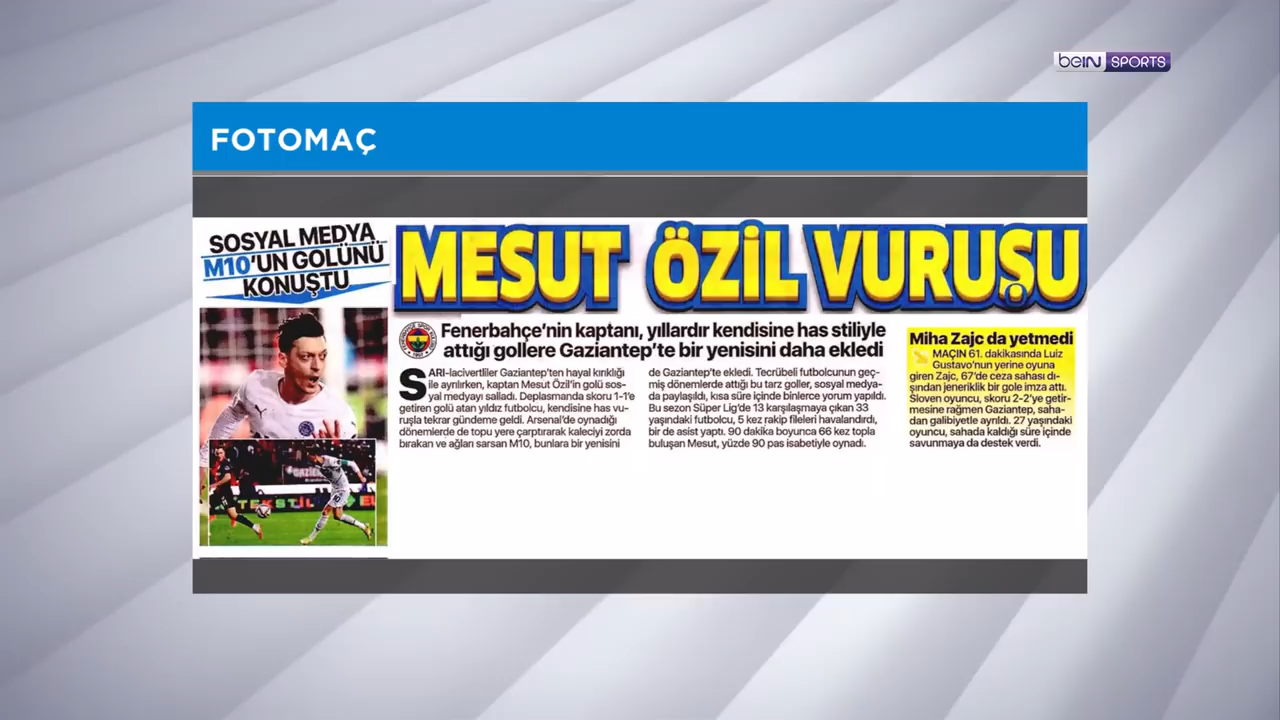 beIN SPORTS
FOTOMAÇ
SOSYAL MEDYA
M10'UN GOLÜNÜ
KONUŞTU
MESUT ÖZİL VURUŞU
Fenerbahçe'nin kaptanı, yıllardır kendisine has stiliyle
attığı gollere Gaziantep'te bir yenisini daha ekledi
SARI-lacivertliler Gaziantep'ten hayal kırıklığı
ile ayrılırken, kaptan Mesut Özil'in golü sos-
yal medyayı salladı. Deplasmanda skoru 1-1'e
getiren golü atan yıldız futbolcu, kendisine has vu-
ruşla tekrar gündeme geldi. Arsenal'de oynadığı
dönemlerde de topu yere çarptırarak kaleciyi zorda
bırakan ve ağları sarsan M10, bunlara bir yenisini
de Gaziantep'te ekledi. Tecrübeli futbolcunun geç-
miş dönemlerde attığı bu tarz goller, sosyal medya-
da paylaşıldı, kısa süre içinde binlerce yorum yapıldı.
Bu sezon Süper Lig'de 13 karşılaşmaya çıkan 33
yaşındaki futbolcu, 5 kez rakip fileleri havalandırdı,
bir de asist yaptı. 90 dakika boyunca 66 kez topla
buluşan Mesut, yüzde 90 pas isabetiyle oynadı.
Miha Zajc da yetmedi
MAÇIN 61. dakikasında Luiz
Gustavo'nun yerine oyuna
giren Zajc, 67'de ceza sahası dı-
şından jeneriklik bir gole imza attı.
Sloven oyuncu, skoru 2-2'ye getir-
mesine rağmen Gaziantep, saha-
dan galibiyetle ayrıldı. 27 yaşındaki
oyuncu, sahada kaldığı süre içinde
savunmaya da destek verdi.
TEKSTİL